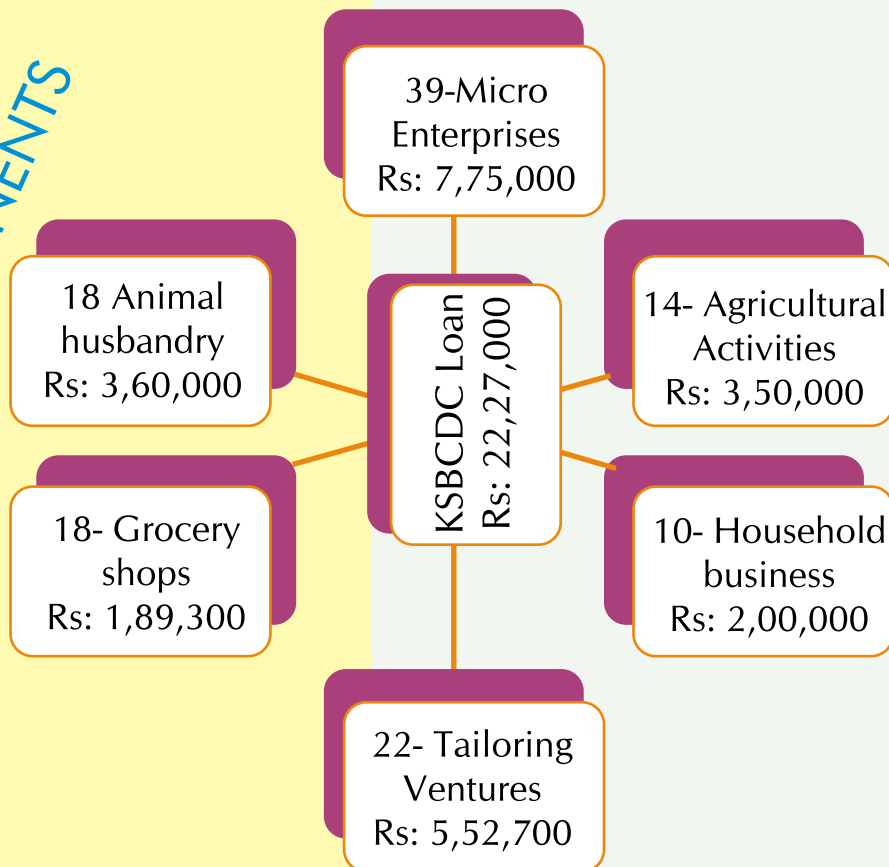 NENTS
39-Micro
Enterprises
Rs: 7,75,000
18 Animal
husbandry
Rs: 3,60,000
KSBCDC Loan
Rs: 22,27,000
14- Agricultural
Activities
Rs: 3,50,000
18- Grocery
shops
Rs: 1,89,300
10- Household
business
Rs: 2,00,000
22- Tailoring
Ventures
Rs: 5,52,700